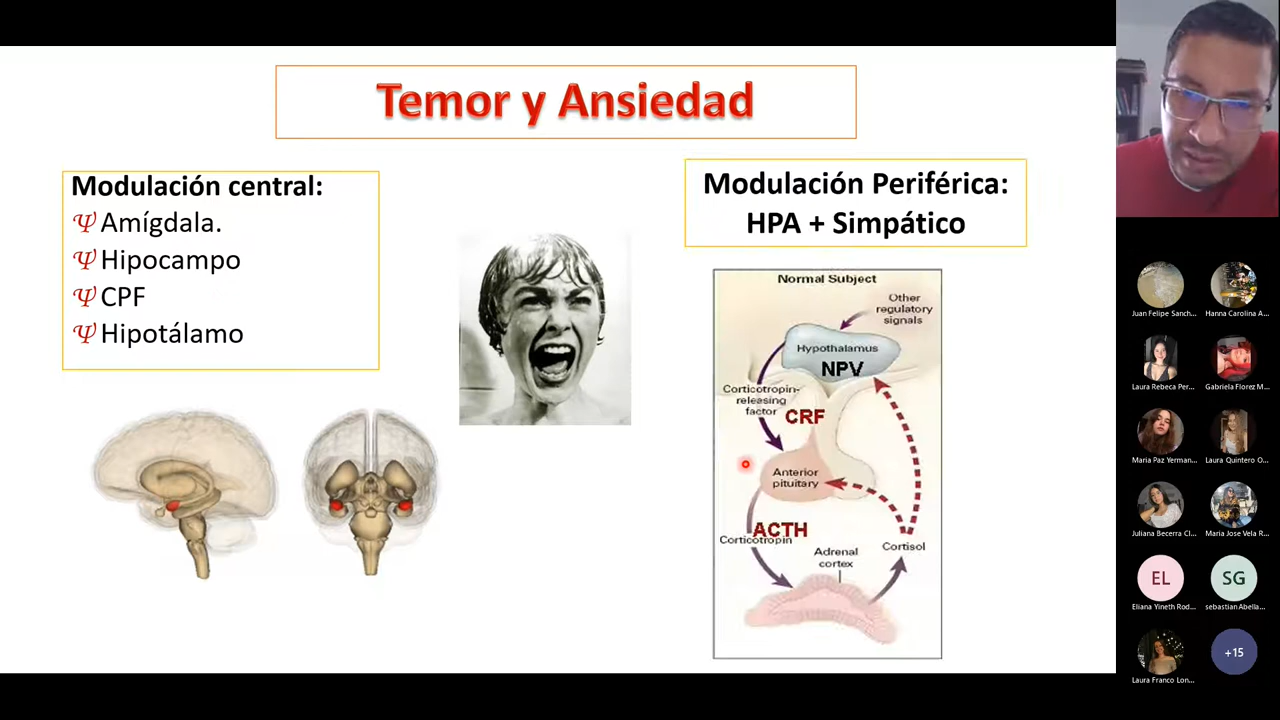 Temor y Ansiedad
Modulación central:
Ψ Amígdala.
Ψ Hipocampo
Ψ CPF
Ψ Hipotálamo
Modulación Periférica:
HPA + Simpático
Normal Subject
Other
regulatory
signals
Hypothalamus
NPV
Corticotropin-
releasing
factor
CRF
Anterior
pituitary
ACTH
Corticotropin
Adrenal
cortex
Cortisol
Juan Felipe Sanch...
Hanna Carolina A...
Laura Rebeca Per...
Gabriela Florez M...
Maria Paz Yerman...
Laura Quintero O...
Juliana Becerra Cl...
Maria Jose Vela R...
EL
SG
Eliana Yineth Rod...
sebastian Abella...
+15
Laura Franco Lon...